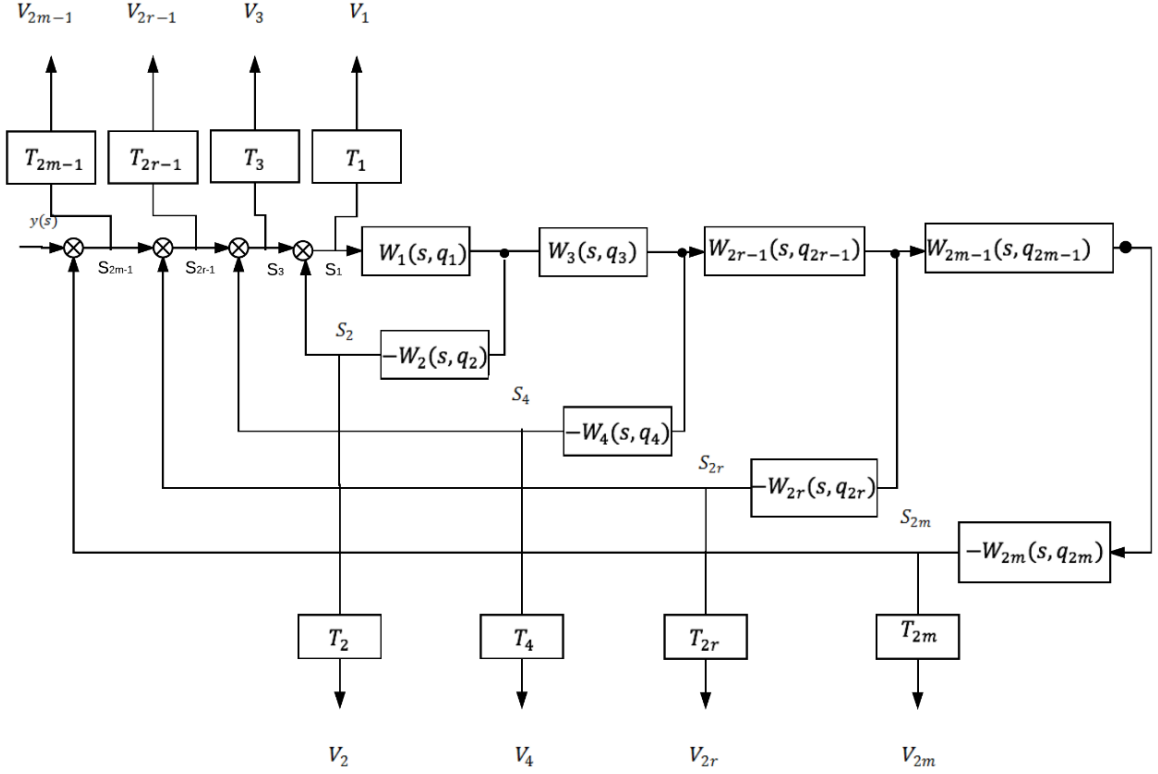 V₂ₘ₋₁ V₂ᵣ₋₁ V₃ V₁
T₂ₘ₋₁ T₂ᵣ₋₁ T₃ T₁
y(s)
S₂ₘ₋₁ S₂ᵣ₋₁ S₃ S₁
W₁(s, q₁) W₃(s, q₃) W₂ᵣ₋₁(s, q₂ᵣ₋₁) W₂ₘ₋₁(s, q₂ₘ₋₁)
S₂
−W₂(s, q₂)
S₄
−W₄(s, q₄)
S₂ᵣ
−W₂ᵣ(s, q₂ᵣ)
S₂ₘ
−W₂ₘ(s, q₂ₘ)
T₂ T₄ T₂ᵣ T₂ₘ
V₂ V₄ V₂ᵣ V₂ₘ